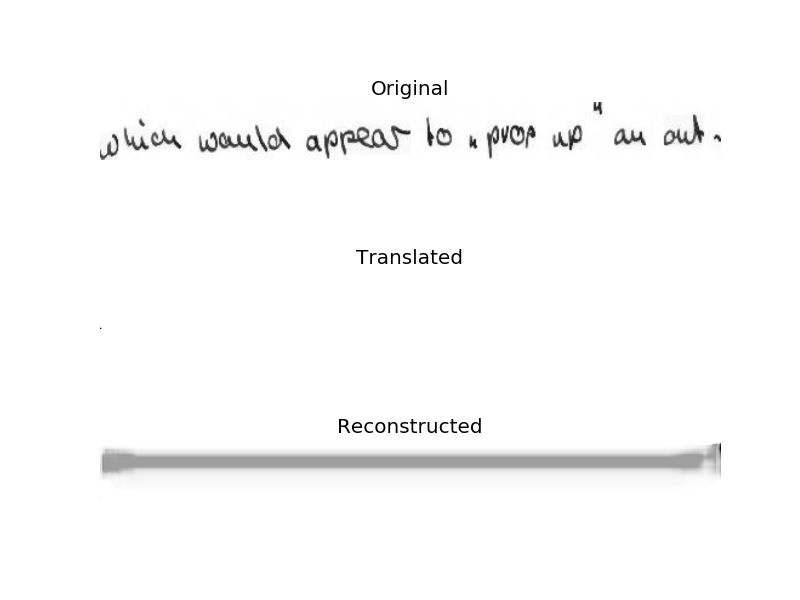 Original
which would appear to „prop up" an out-
Translated
Reconstructed